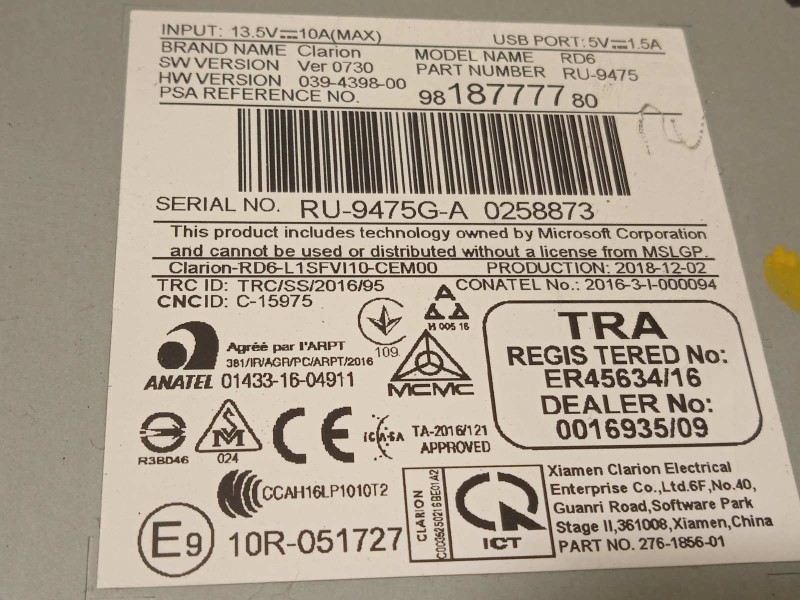 INPUT: 13.5V⎓10A(MAX) USB PORT:5V⎓1.5A
BRAND NAME Clarion MODEL NAME RD6
SW VERSION Ver 0730 PART NUMBER RU-9475
HW VERSION 039-4398-00
PSA REFERENCE NO. 98187777 80
SERIAL NO. RU-9475G-A 0258873
This product includes technology owned by Microsoft Corporation
and cannot be used or distributed without a license from MSLGP.
Clarion-RD6-L1SFVI10-CEM00 PRODUCTION: 2018-12-02
TRC ID: TRC/SS/2016/95 CONATEL No.: 2016-3-I-000094
CNCID: C-15975
A
И 005 16
109
Agréé par l'ARPT
381/IR/AGR/PC/ARPT/2016
ANATEL 01433-16-04911
MCMC
TRA
REGIS TERED No:
ER45634/16
DEALER No:
0016935/09
R3BD46
SM
024
CE
ICASA
TA-2016/121
APPROVED
CCAH16LP1010T2
E9 10R-051727
CLARION
C0036250216BE01A2
ICT
Xiamen Clarion Electrical
Enterprise Co.,Ltd.6F,No.40,
Guanri Road,Software Park
Stage II,361008,Xiamen,China
PART NO. 276-1856-01